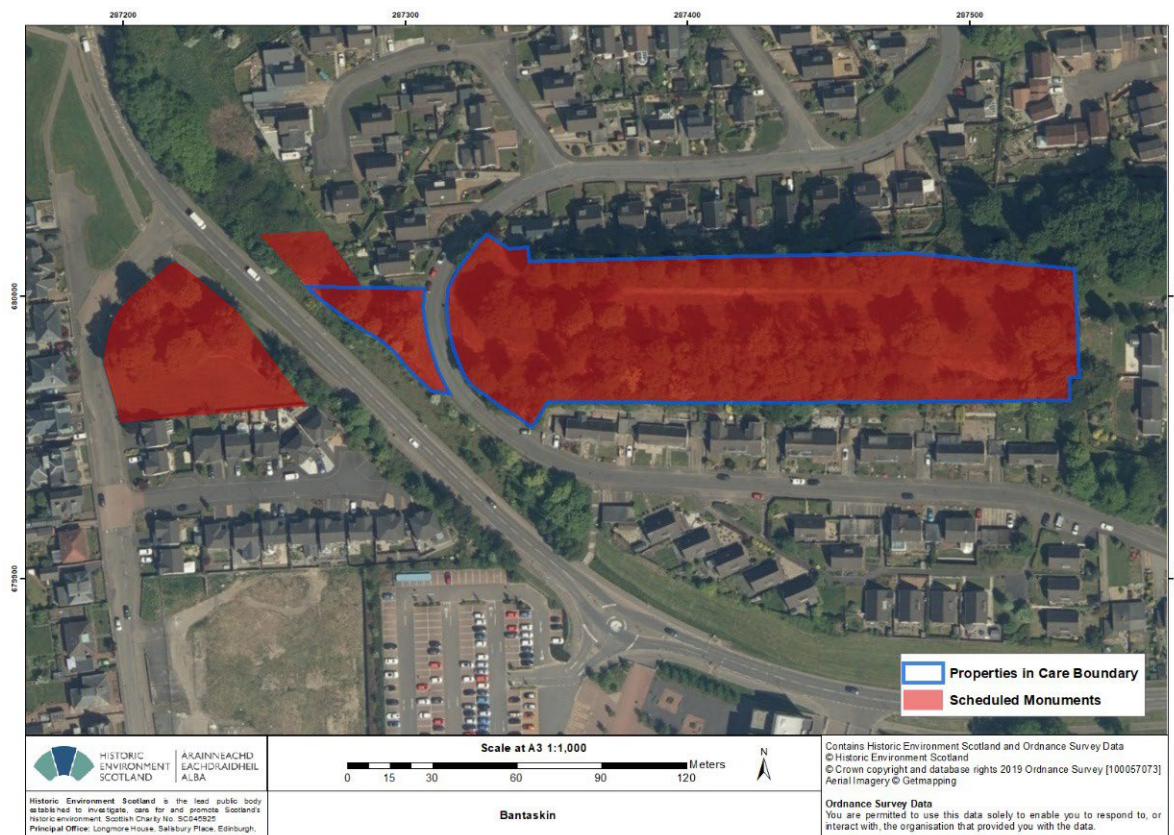 287200
287300
287400
287500
680000
679900
Properties in Care Boundary
Scheduled Monuments
HISTORIC
ENVIRONMENT
SCOTLAND
ÀRAINNEACHD
EACHDRAIDHEIL
ALBA
Historic Environment Scotland is the lead public body
established to investigate, care for and promote Scotland's
historic environment. Scottish Charity No. SC045925
Principal Office: Longmore House, Salisbury Place, Edinburgh,
Scale at A3 1:1,000
0 15 30 60 90 120
Meters
N
Bantaskin
Contains Historic Environment Scotland and Ordnance Survey Data
© Historic Environment Scotland
© Crown copyright and database rights 2019 Ordnance Survey [100057073]
Aerial Imagery © Getmapping
Ordnance Survey Data
You are permitted to use this data solely to enable you to respond to, or
interact with, the organisation that provided you with the data.